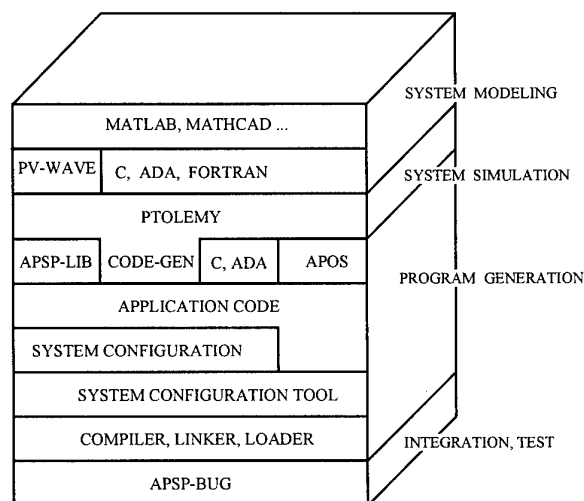 SYSTEM MODELING
MATLAB, MATHCAD ...
PV-WAVE
C, ADA, FORTRAN
SYSTEM SIMULATION
PTOLEMY
APSP-LIB
CODE-GEN
C, ADA
APOS
PROGRAM GENERATION
APPLICATION CODE
SYSTEM CONFIGURATION
SYSTEM CONFIGURATION TOOL
COMPILER, LINKER, LOADER
INTEGRATION, TEST
APSP-BUG